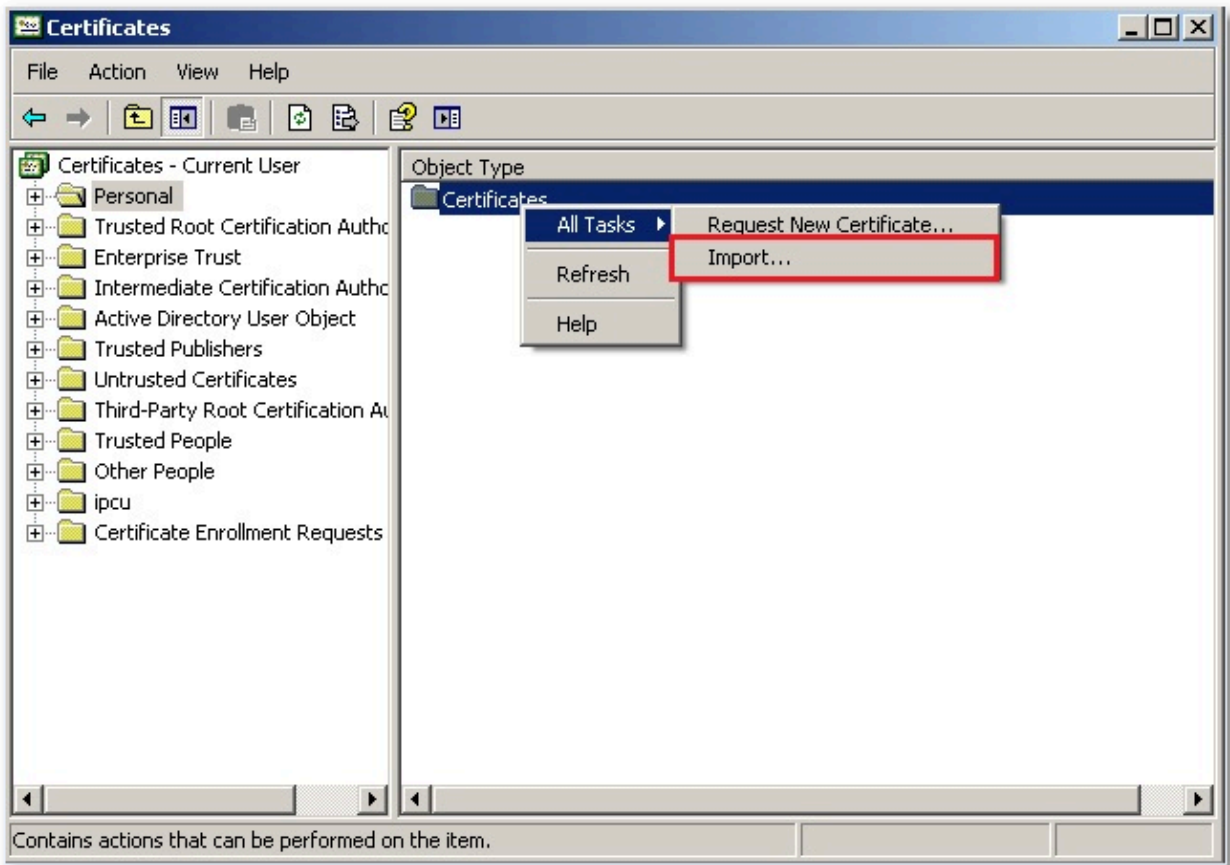 Certificates
File Action View Help
Certificates - Current User
Personal
Trusted Root Certification Autho
Enterprise Trust
Intermediate Certification Autho
Active Directory User Object
Trusted Publishers
Untrusted Certificates
Third-Party Root Certification Au
Trusted People
Other People
ipcu
Certificate Enrollment Requests
Object Type
Certificates
All Tasks
Refresh
Help
Request New Certificate...
Import...
Contains actions that can be performed on the item.